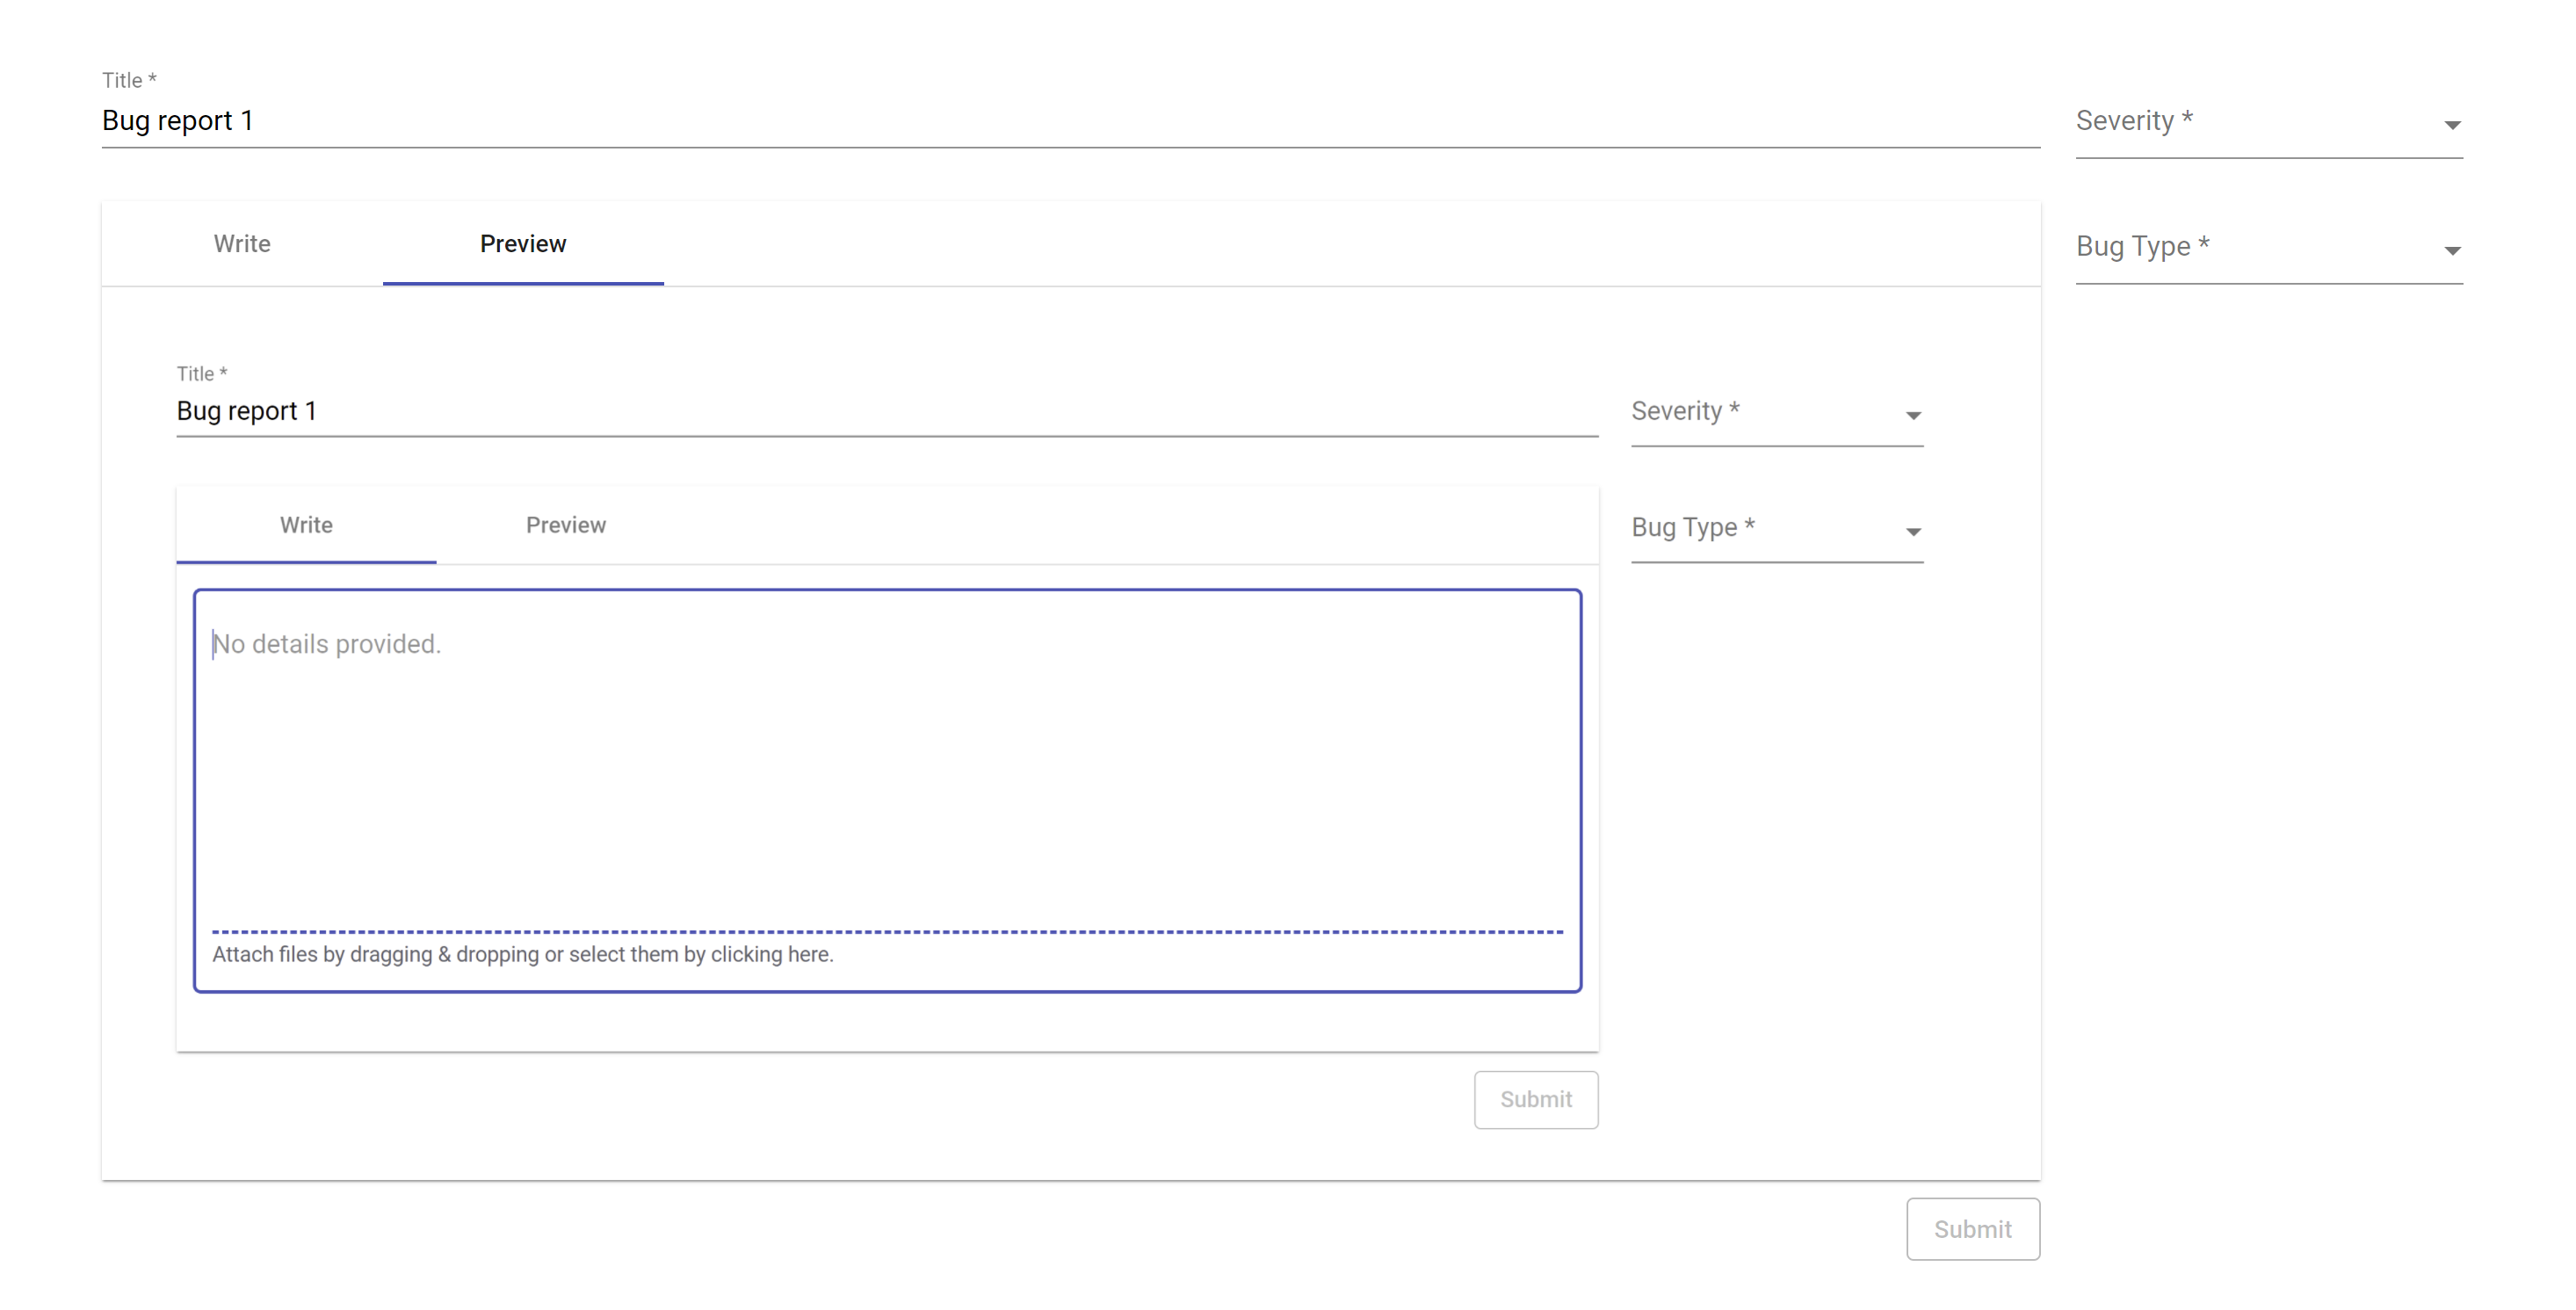 Title *
Bug report 1
Severity *
Write Preview
Bug Type *
Title *
Bug report 1
Severity *
Write Preview
Bug Type *
No details provided.
Attach files by dragging & dropping or select them by clicking here.
Submit
Submit